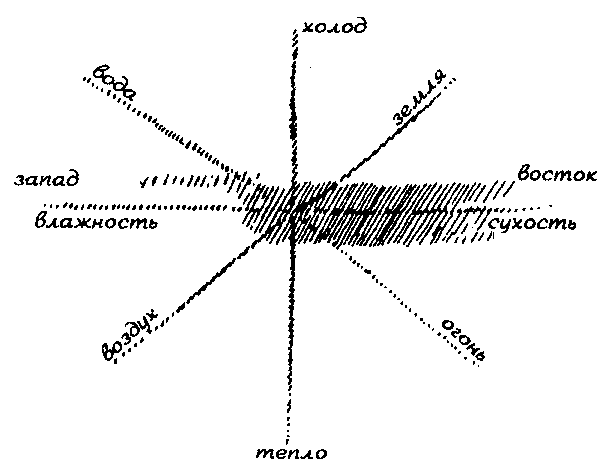 холод
вода
земля
запад
восток
влажность
сухость
воздух
огонь
тепло